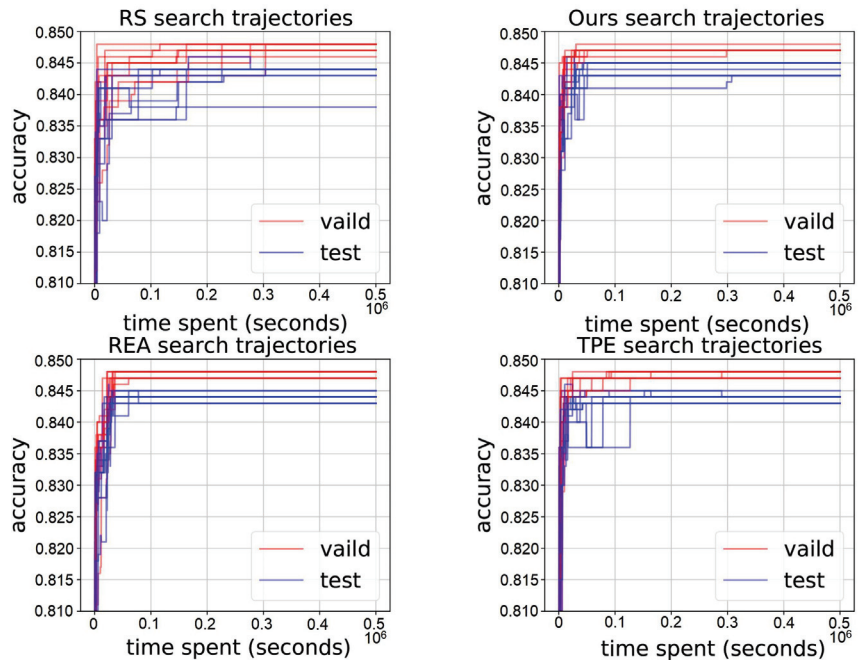 RS search trajectories
0.850
0.845
0.840
0.835
0.830
0.825
0.820
0.815
0.810
accuracy
vaild
test
0 0.1 0.2 0.3 0.4 0.5
10⁶
time spent (seconds)
Ours search trajectories
0.850
0.845
0.840
0.835
0.830
0.825
0.820
0.815
0.810
accuracy
vaild
test
0 0.1 0.2 0.3 0.4 0.5
10⁶
time spent (seconds)
REA search trajectories
0.850
0.845
0.840
0.835
0.830
0.825
0.820
0.815
0.810
accuracy
vaild
test
0 0.1 0.2 0.3 0.4 0.5
10⁶
time spent (seconds)
TPE search trajectories
0.850
0.845
0.840
0.835
0.830
0.825
0.820
0.815
0.810
accuracy
vaild
test
0 0.1 0.2 0.3 0.4 0.5
10⁶
time spent (seconds)